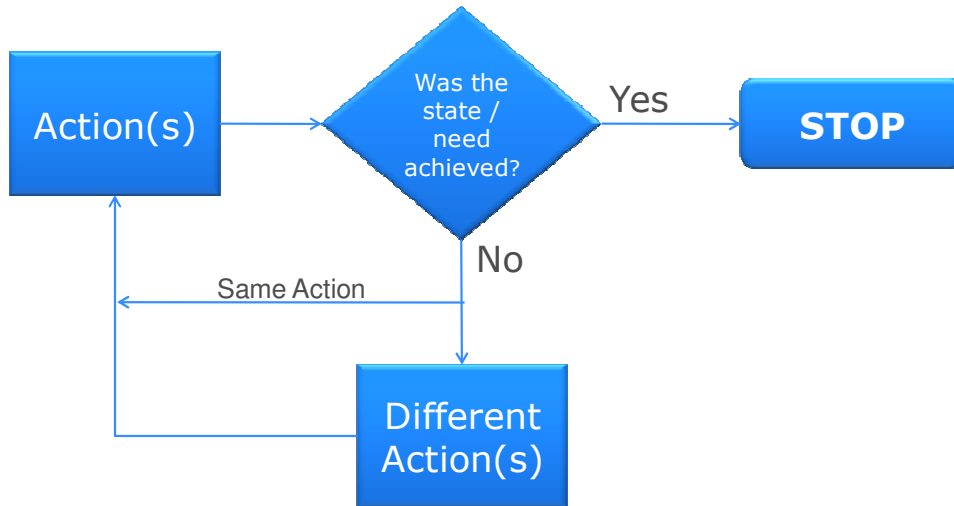 Action(s)
Was the
state /
need
achieved?
Yes
STOP
No
Same Action
Different
Action(s)